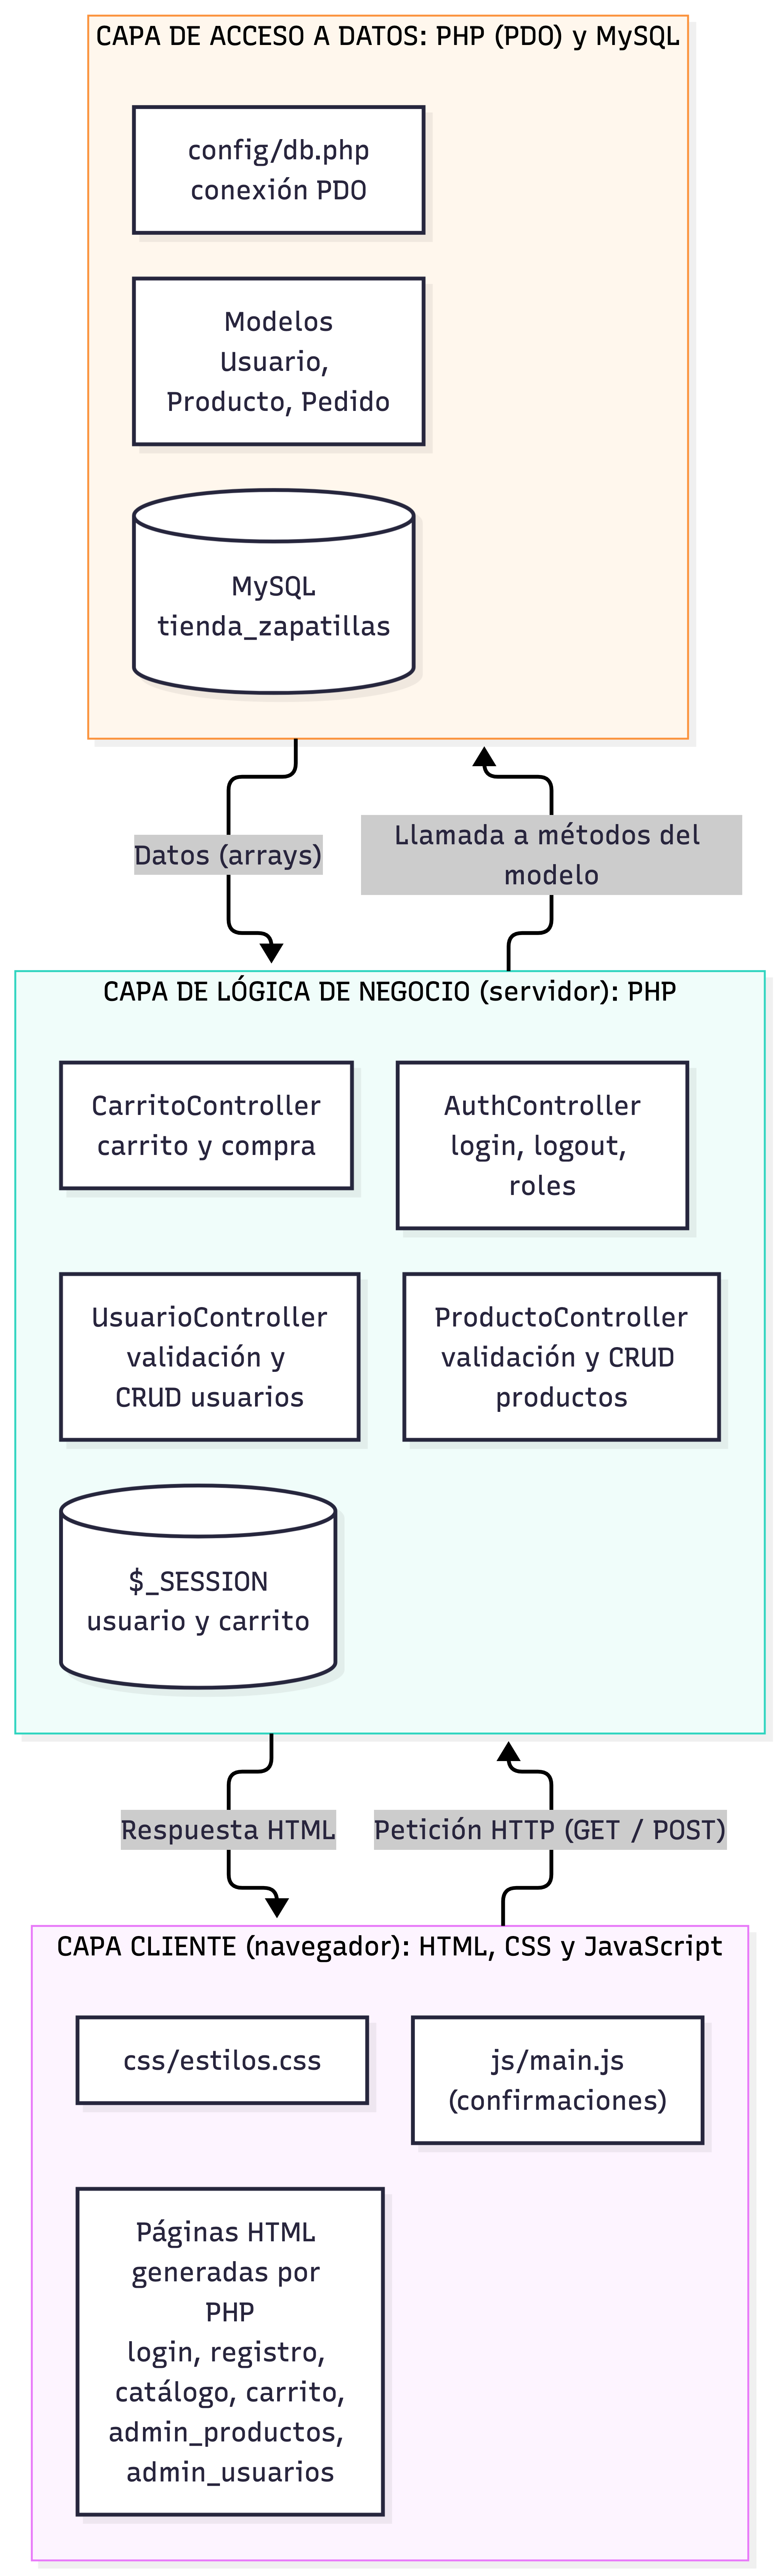 CAPA DE ACCESO A DATOS: PHP (PDO) y MySQL
config/db.php
conexión PDO
Modelos
Usuario,
Producto, Pedido
MySQL
tienda_zapatillas
Datos (arrays)
Llamada a métodos del
modelo
CAPA DE LÓGICA DE NEGOCIO (servidor): PHP
CarritoController
carrito y compra
AuthController
login, logout,
roles
UsuarioController
validación y
CRUD usuarios
ProductoController
validación y CRUD
productos
$_SESSION
usuario y carrito
Respuesta HTML
Petición HTTP (GET / POST)
CAPA CLIENTE (navegador): HTML, CSS y JavaScript
css/estilos.css
js/main.js
(confirmaciones)
Páginas HTML
generadas por
PHP
login, registro,
catálogo, carrito,
admin_productos,
admin_usuarios